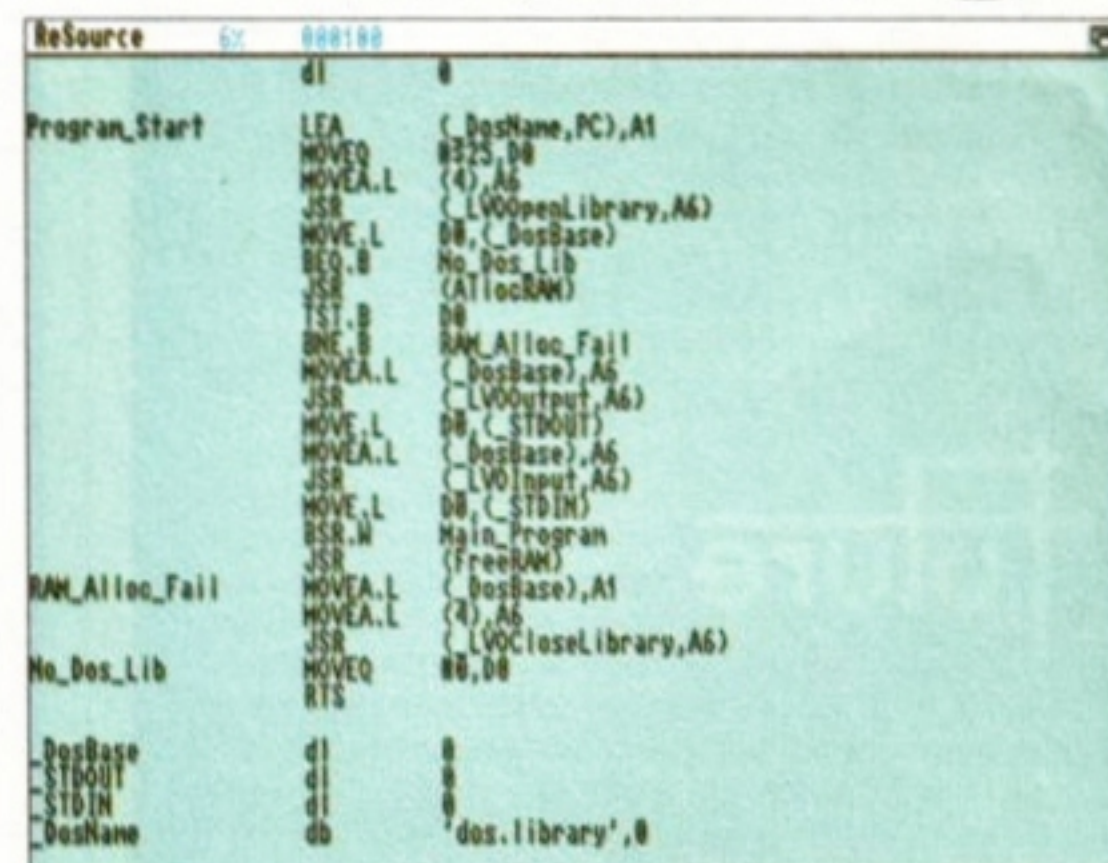 ReSource 6% 000100
dl 0
Program_Start LEA (_DosName,PC),A1
MOVEQ #$25,D0
MOVEA.L (4),A6
JSR (_LVOOpenLibrary,A6)
MOVE.L D0,(_DosBase)
BEQ.B No_Dos_Lib
JSR (AllocRAM)
TST.B D0
BNE.B RAM_Alloc_Fail
MOVEA.L (_DosBase),A6
JSR (_LVOOutput,A6)
MOVE.L D0,(_STDOUT)
MOVEA.L (_DosBase),A6
JSR (_LVOInput,A6)
MOVE.L D0,(_STDIN)
BSR.W Main_Program
JSR (FreeRAM)
RAM_Alloc_Fail MOVEA.L (_DosBase),A1
MOVEA.L (4),A6
JSR (_LVOCloseLibrary,A6)
No_Dos_Lib MOVEQ #0,D0
RTS
_DosBase dl 0
_STDOUT dl 0
_STDIN dl 0
_DosName db 'dos.library',0